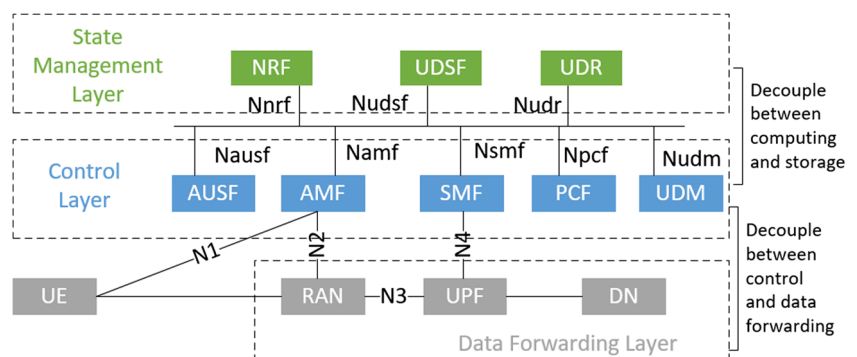 State
Management
Layer
NRF
UDSF
UDR
Nnrf
Nudsf
Nudr
Decouple
between
computing
and storage
Nausf
Namf
Nsmf
Npcf
Nudm
Control
Layer
AUSF
AMF
SMF
PCF
UDM
N1
N2
N4
Decouple
between
control
and data
forwarding
UE
RAN
N3
UPF
DN
Data Forwarding Layer